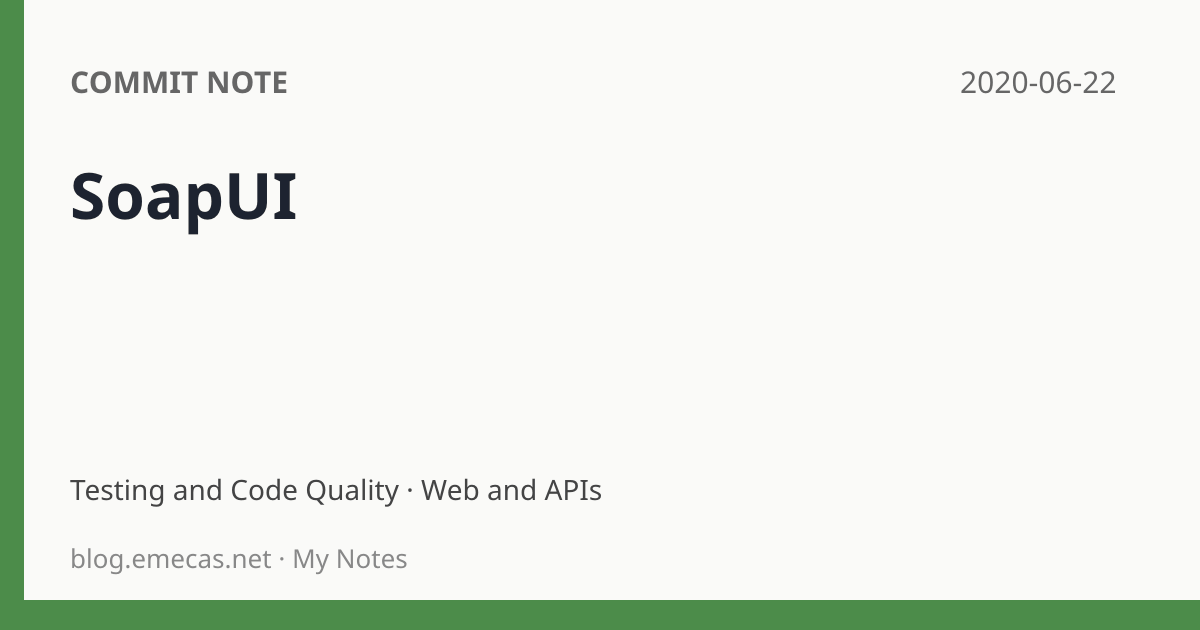 COMMIT NOTE
2020-06-22
SoapUI
Testing and Code Quality · Web and APIs
blog.emecas.net · My Notes